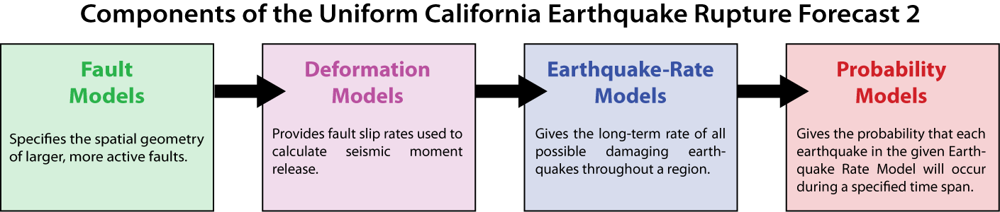 Components of the Uniform California Earthquake Rupture Forecast 2
Fault
Models
Specifies the spatial geometry
of larger, more active faults.
Deformation
Models
Provides fault slip rates used to
calculate seismic moment
release.
Earthquake-Rate
Models
Gives the long-term rate of all
possible damaging earth-
quakes throughout a region.
Probability
Models
Gives the probability that each
earthquake in the given Earth-
quake Rate Model will occur
during a specified time span.